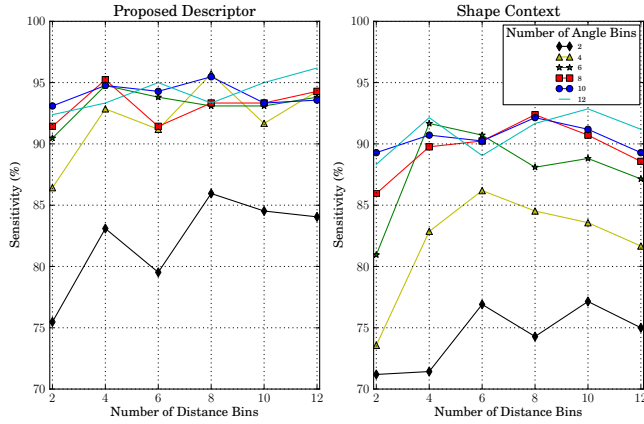 Proposed Descriptor
100
95
90
85
80
75
70
Sensitivity (%)
2 4 6 8 10 12
Number of Distance Bins
Shape Context
100
95
90
85
80
75
70
Sensitivity (%)
2 4 6 8 10 12
Number of Distance Bins
Number of Angle Bins
2
4
6
8
10
12